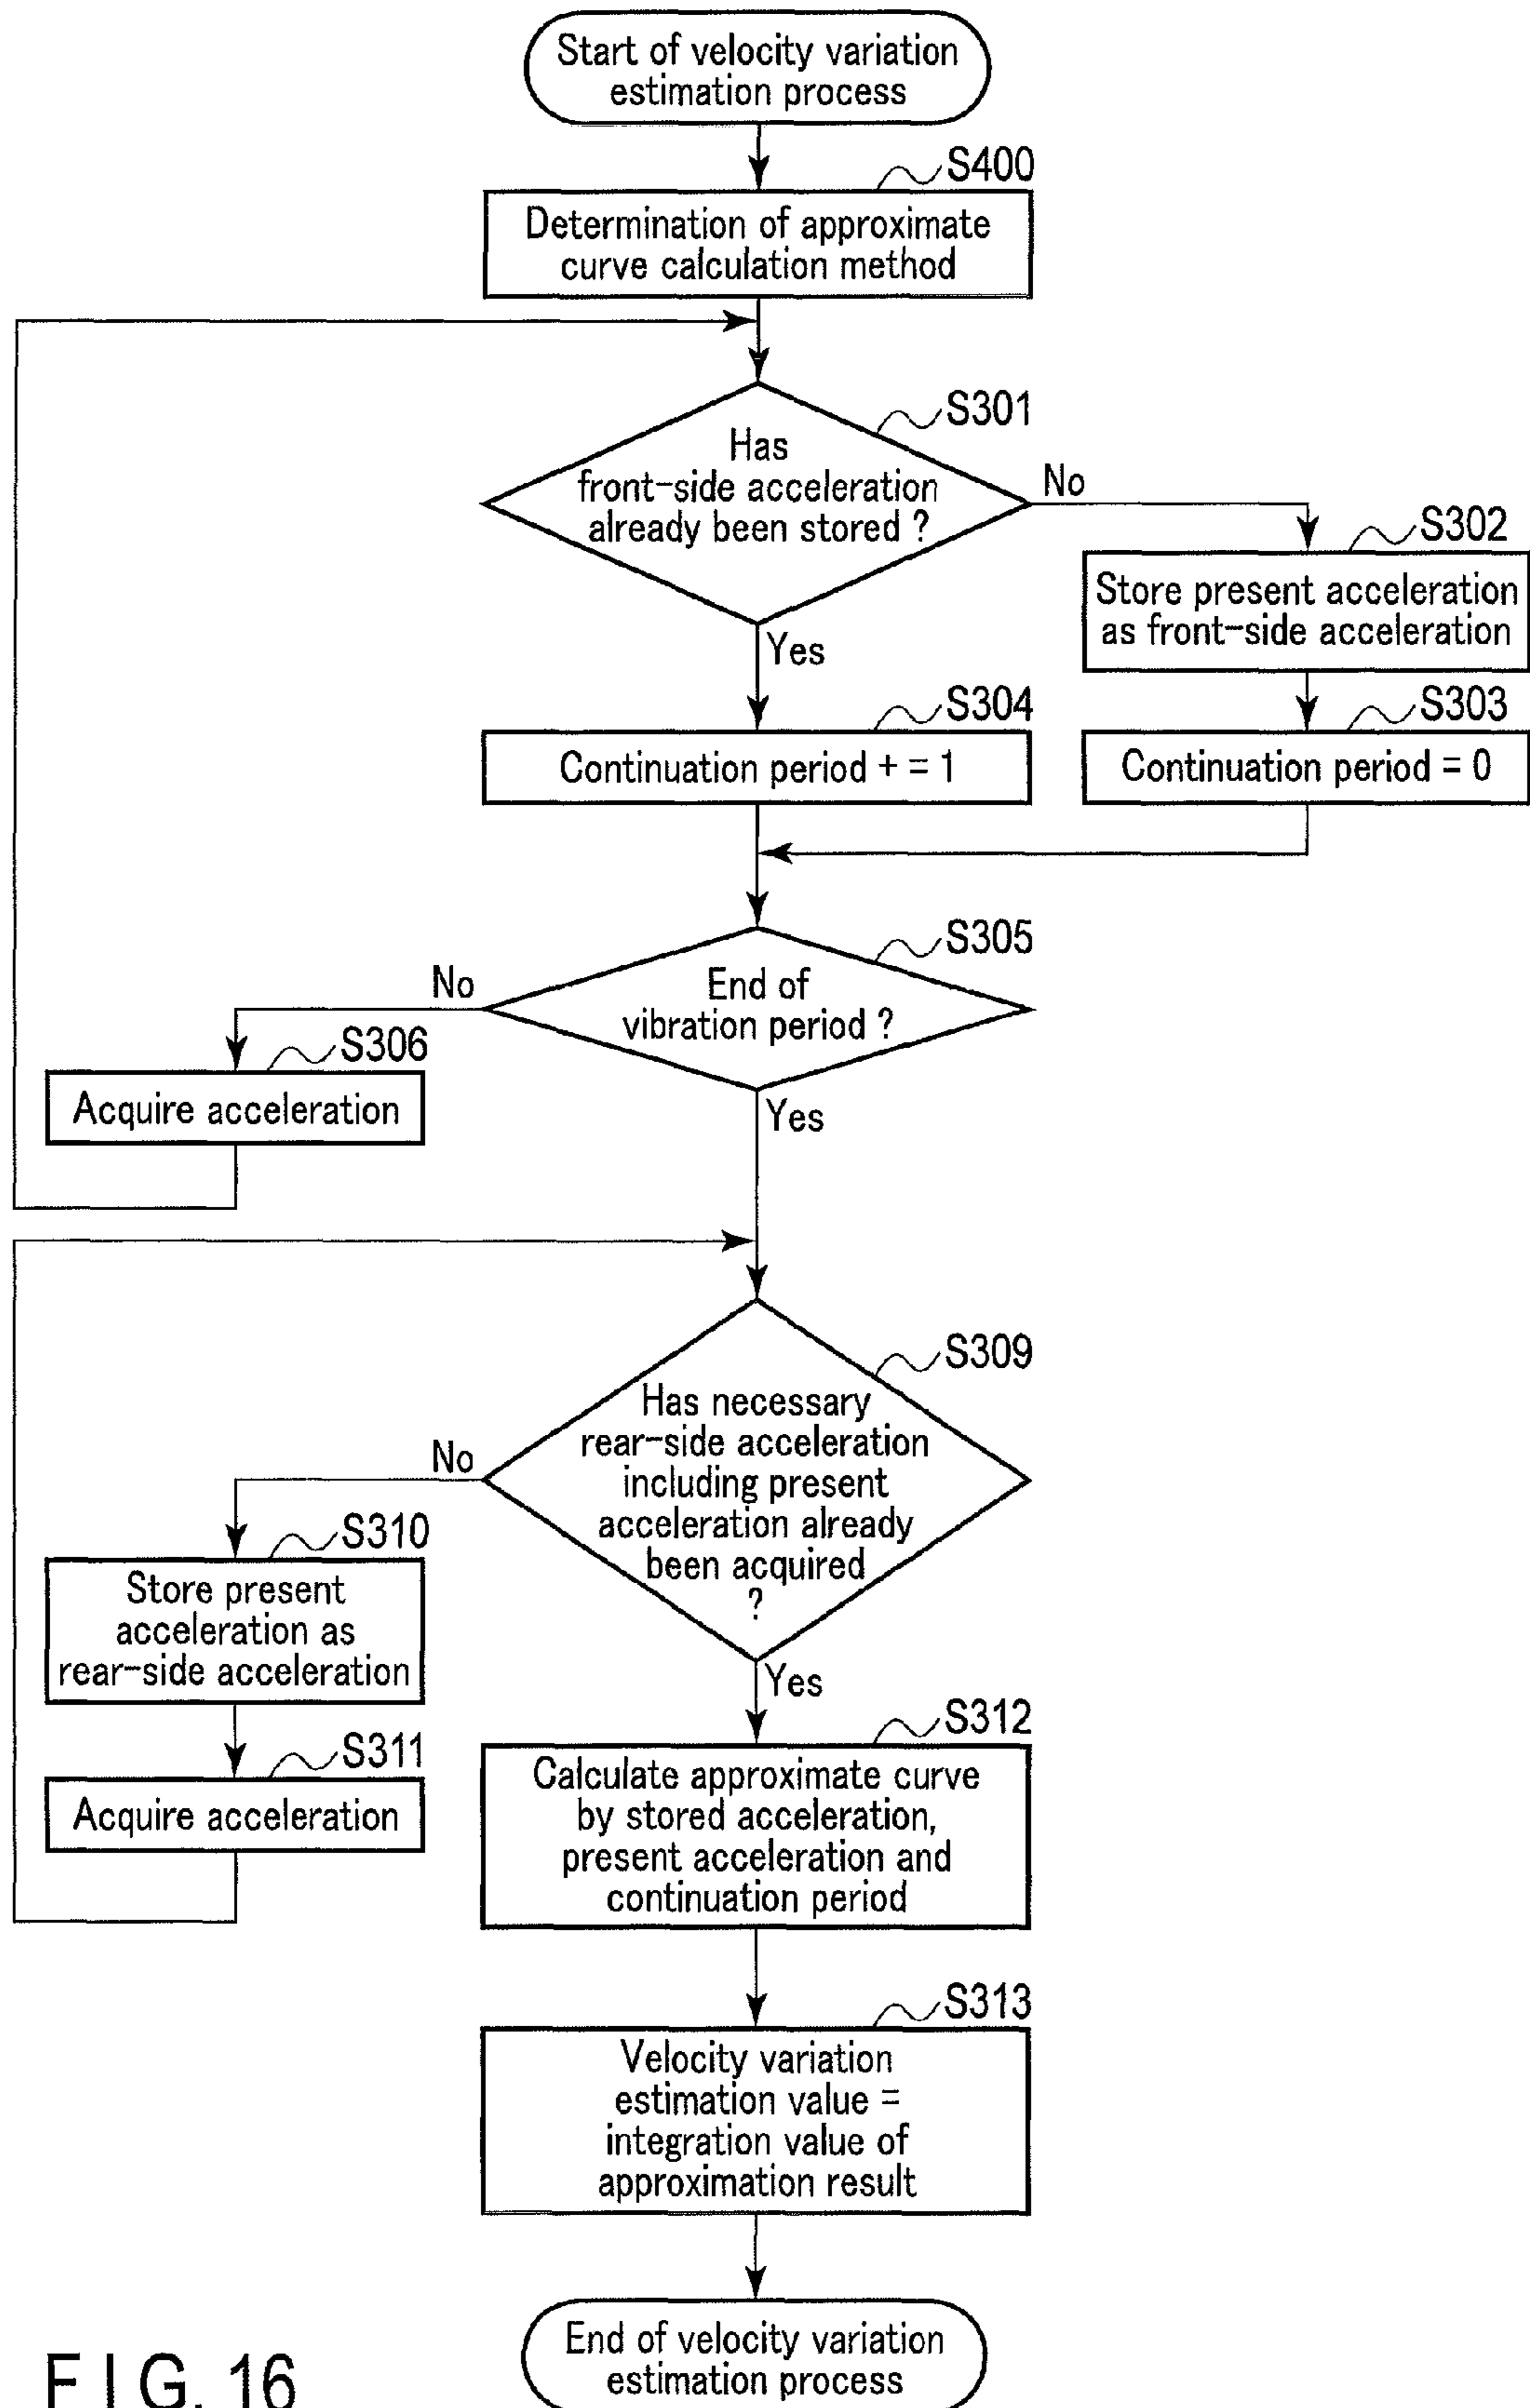 Start of velocity variation
estimation process
S400
Determination of approximate
curve calculation method
S301
Has
front-side acceleration
already been stored ?
No
Yes
S302
Store present acceleration
as front-side acceleration
S304
Continuation period + = 1
S303
Continuation period = 0
S305
End of
vibration period ?
No
Yes
S306
Acquire acceleration
S309
Has necessary
rear-side acceleration
including present
acceleration already
been acquired
?
No
Yes
S310
Store present
acceleration as
rear-side acceleration
S311
Acquire acceleration
S312
Calculate approximate curve
by stored acceleration,
present acceleration and
continuation period
S313
Velocity variation
estimation value =
integration value of
approximation result
End of velocity variation
estimation process
F I G. 16